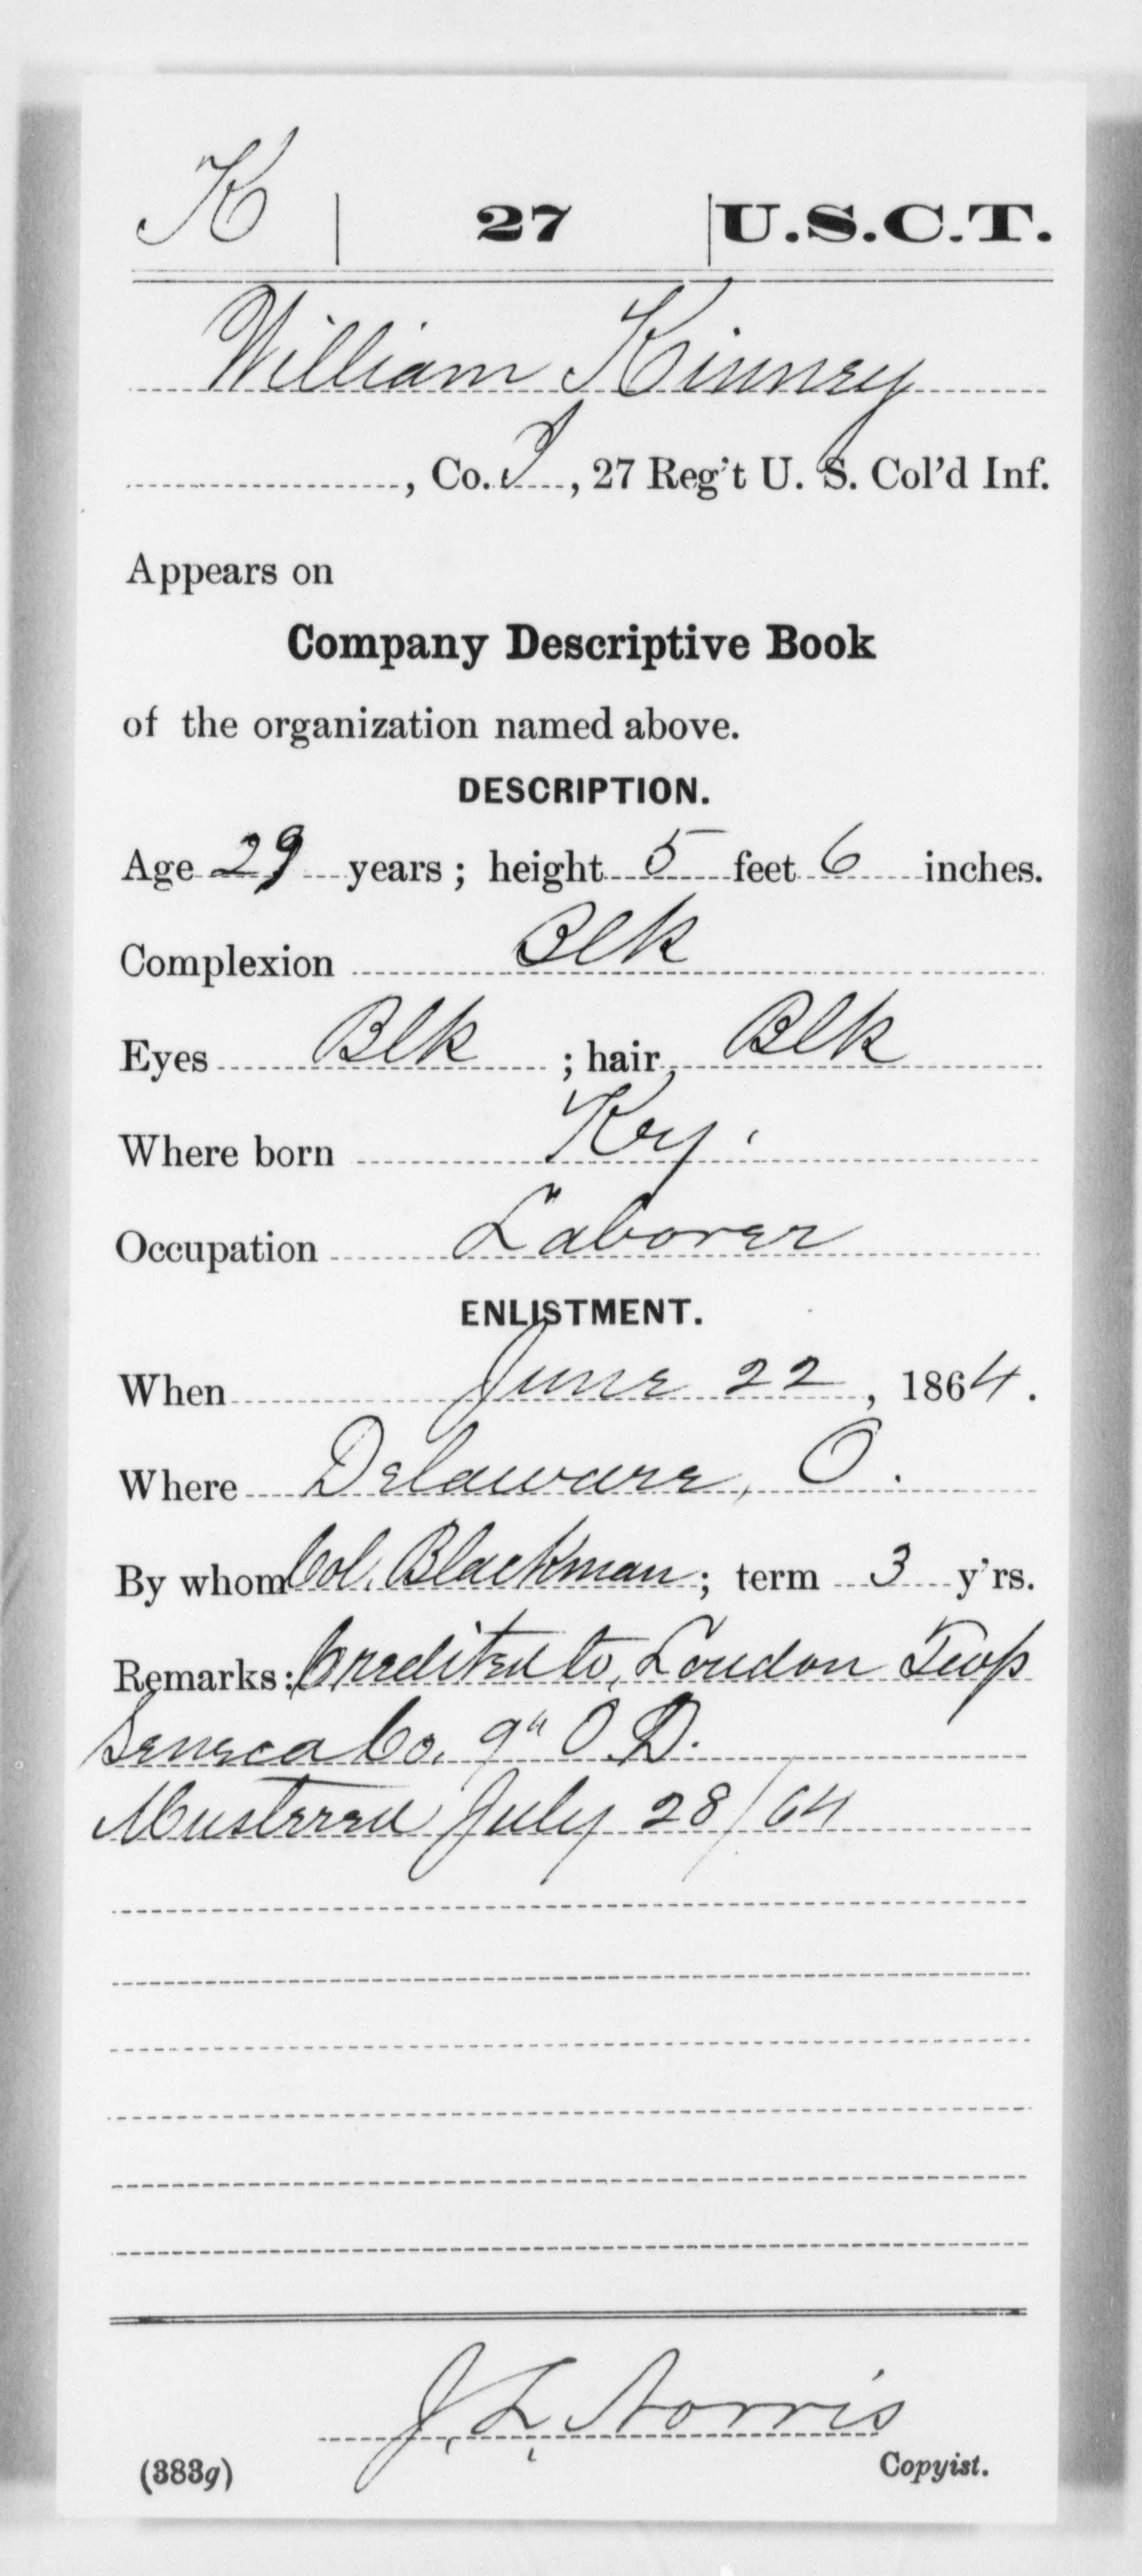 K | 27 | U.S.C.T.
William Kinney
, Co. I, 27 Reg't U. S. Col'd Inf.
Appears on
Company Descriptive Book
of the organization named above.
DESCRIPTION.
Age 29 years; height 5 feet 6 inches.
Complexion Blk
Eyes Blk ; hair Blk
Where born Ky.
Occupation Laborer
ENLISTMENT.
When June 22, 1864.
Where Delaware, O.
By whom Col. Blackman; term 3 y'rs.
Remarks: Credited to Loudon Twp
Seneca Co. 9" O.D.
Mustered July 28/64
J. L. Norris
(383g) Copyist.